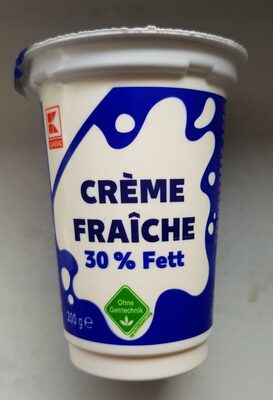 K
CLASSIC
CRÈME
FRAÎCHE
30 % Fett
Ohne
Gentechnik
200 g ℮